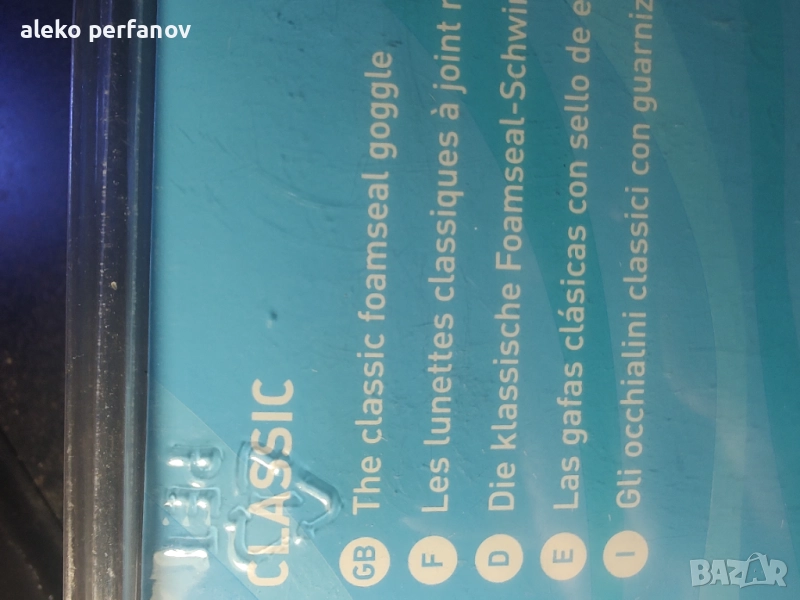 aleko perfanov
CLASSIC
GB The classic foamseal goggle
F Les lunettes classiques à joint
D Die klassische Foamseal-Schwi
E Las gafas clásicas con sello de e
I Gli occhialini classici con guarniz
BAZAR